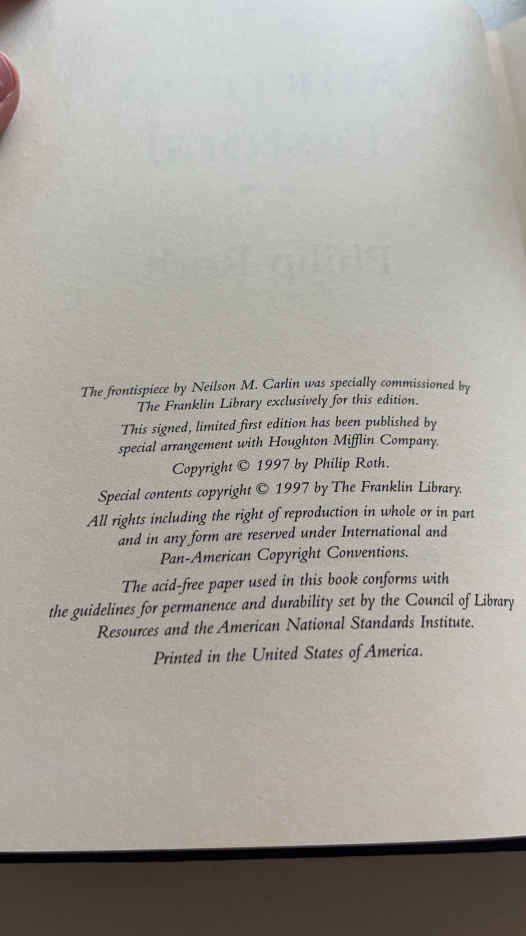 The frontispiece by Neilson M. Carlin was specially commissioned by
The Franklin Library exclusively for this edition.
This signed, limited first edition has been published by
special arrangement with Houghton Mifflin Company.
Copyright © 1997 by Philip Roth.
Special contents copyright © 1997 by The Franklin Library.
All rights including the right of reproduction in whole or in part
and in any form are reserved under International and
Pan-American Copyright Conventions.
The acid-free paper used in this book conforms with
the guidelines for permanence and durability set by the Council of Library
Resources and the American National Standards Institute.
Printed in the United States of America.